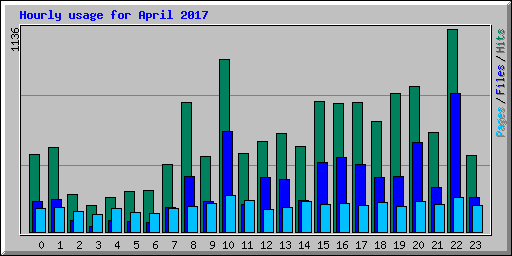 Hourly usage for April 2017
1136
Pages/Files/Hits
0 1 2 3 4 5 6 7 8 9 10 11 12 13 14 15 16 17 18 19 20 21 22 23